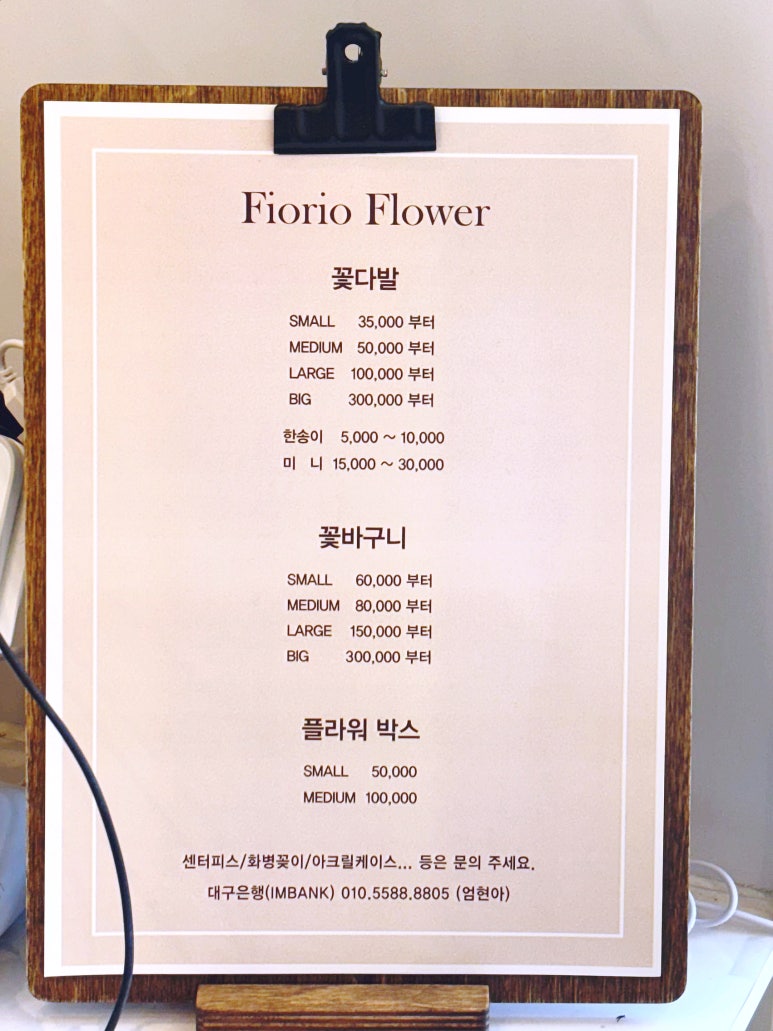 Fiorio Flower
꽃다발
SMALL 35,000 부터
MEDIUM 50,000 부터
LARGE 100,000 부터
BIG 300,000 부터
한송이 5,000 ~ 10,000
미 니 15,000 ~ 30,000
꽃바구니
SMALL 60,000 부터
MEDIUM 80,000 부터
LARGE 150,000 부터
BIG 300,000 부터
플라워 박스
SMALL 50,000
MEDIUM 100,000
센터피스/화병꽂이/아크릴케이스... 등은 문의 주세요.
대구은행(IMBANK) 010.5588.8805 (엄현아)